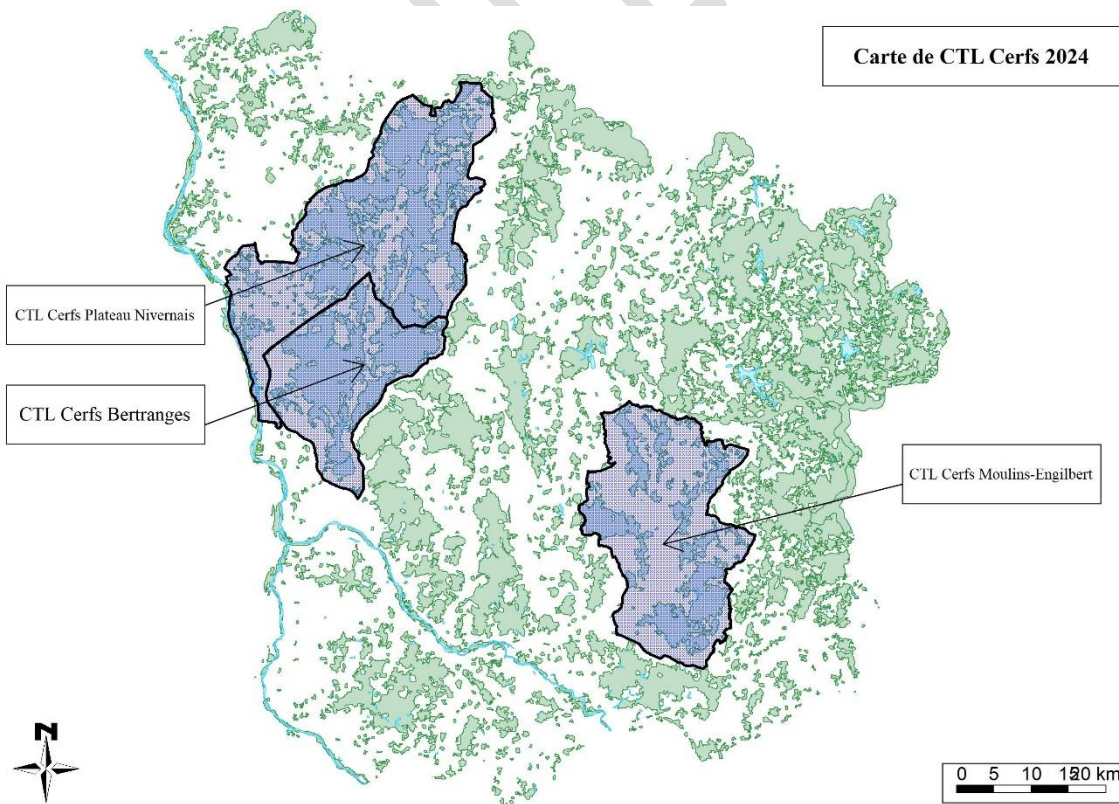 Carte de CTL Cerfs 2024
CTL Cerfs Plateau Nivernais
CTL Cerfs Bertranges
CTL Cerfs Moulins-Engilbert
N
0 5 10 15 20 km